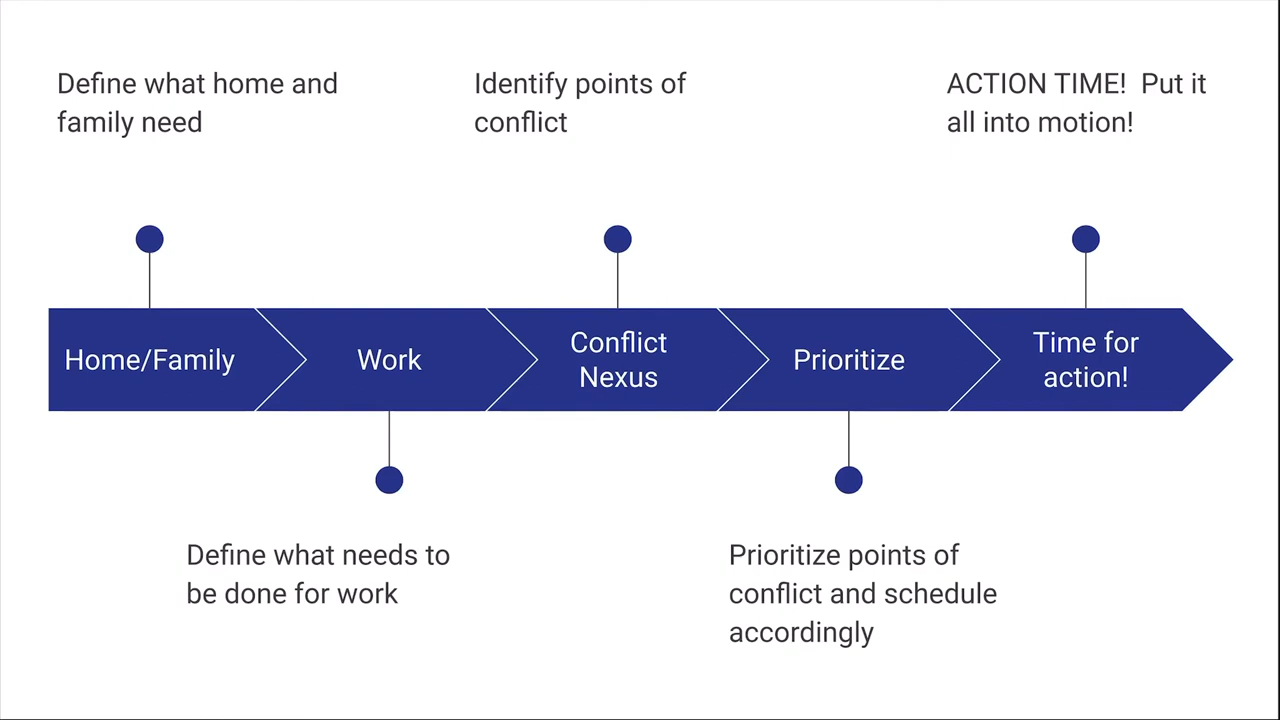 Define what home and
family need
Identify points of
conflict
ACTION TIME!  Put it
all into motion!
Home/Family
Work
Conflict
Nexus
Prioritize
Time for
action!
Define what needs to
be done for work
Prioritize points of
conflict and schedule
accordingly